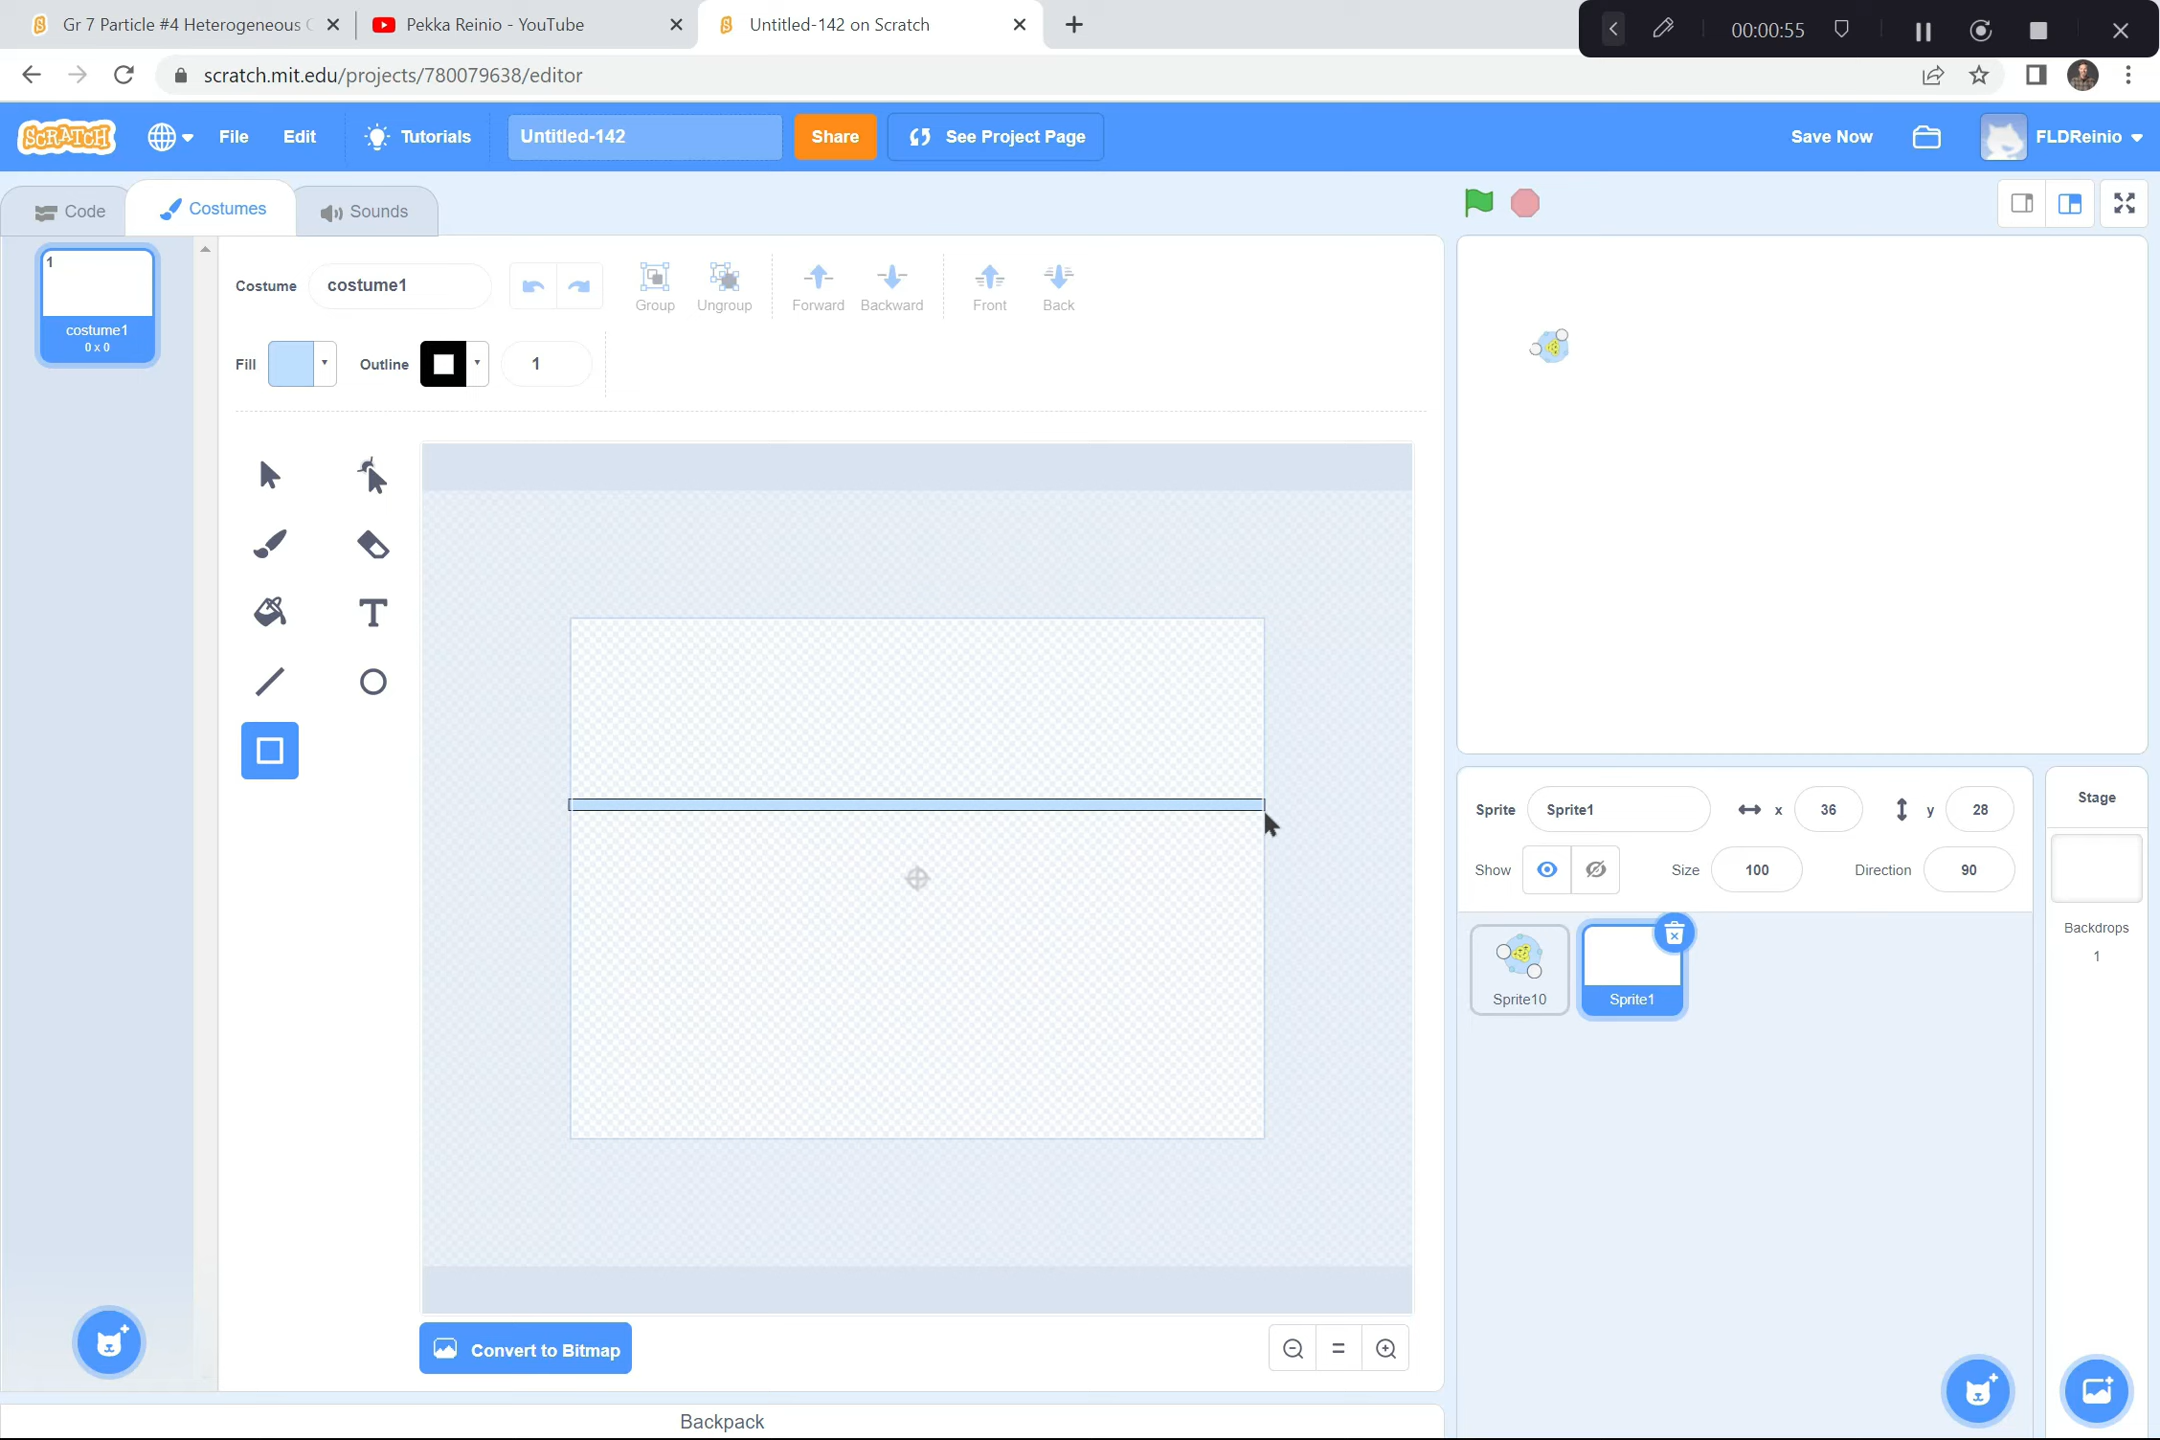 Gr 7 Particle #4 Heterogeneous
Pekka Reinio - YouTube
Untitled-142 on Scratch
00:00:55
scratch.mit.edu/projects/780079638/editor
SCRATCH
File
Edit
Tutorials
Untitled-142
Share
See Project Page
Save Now
FLDReinio
Code
Costumes
Sounds
1
costume1
0 x 0
Costume
costume1
Group
Ungroup
Forward
Backward
Front
Back
Fill
Outline
1
T
Convert to Bitmap
Backpack
Sprite
Sprite1
x
36
y
28
Show
Size
100
Direction
90
Sprite10
Sprite1
Stage
Backdrops
1